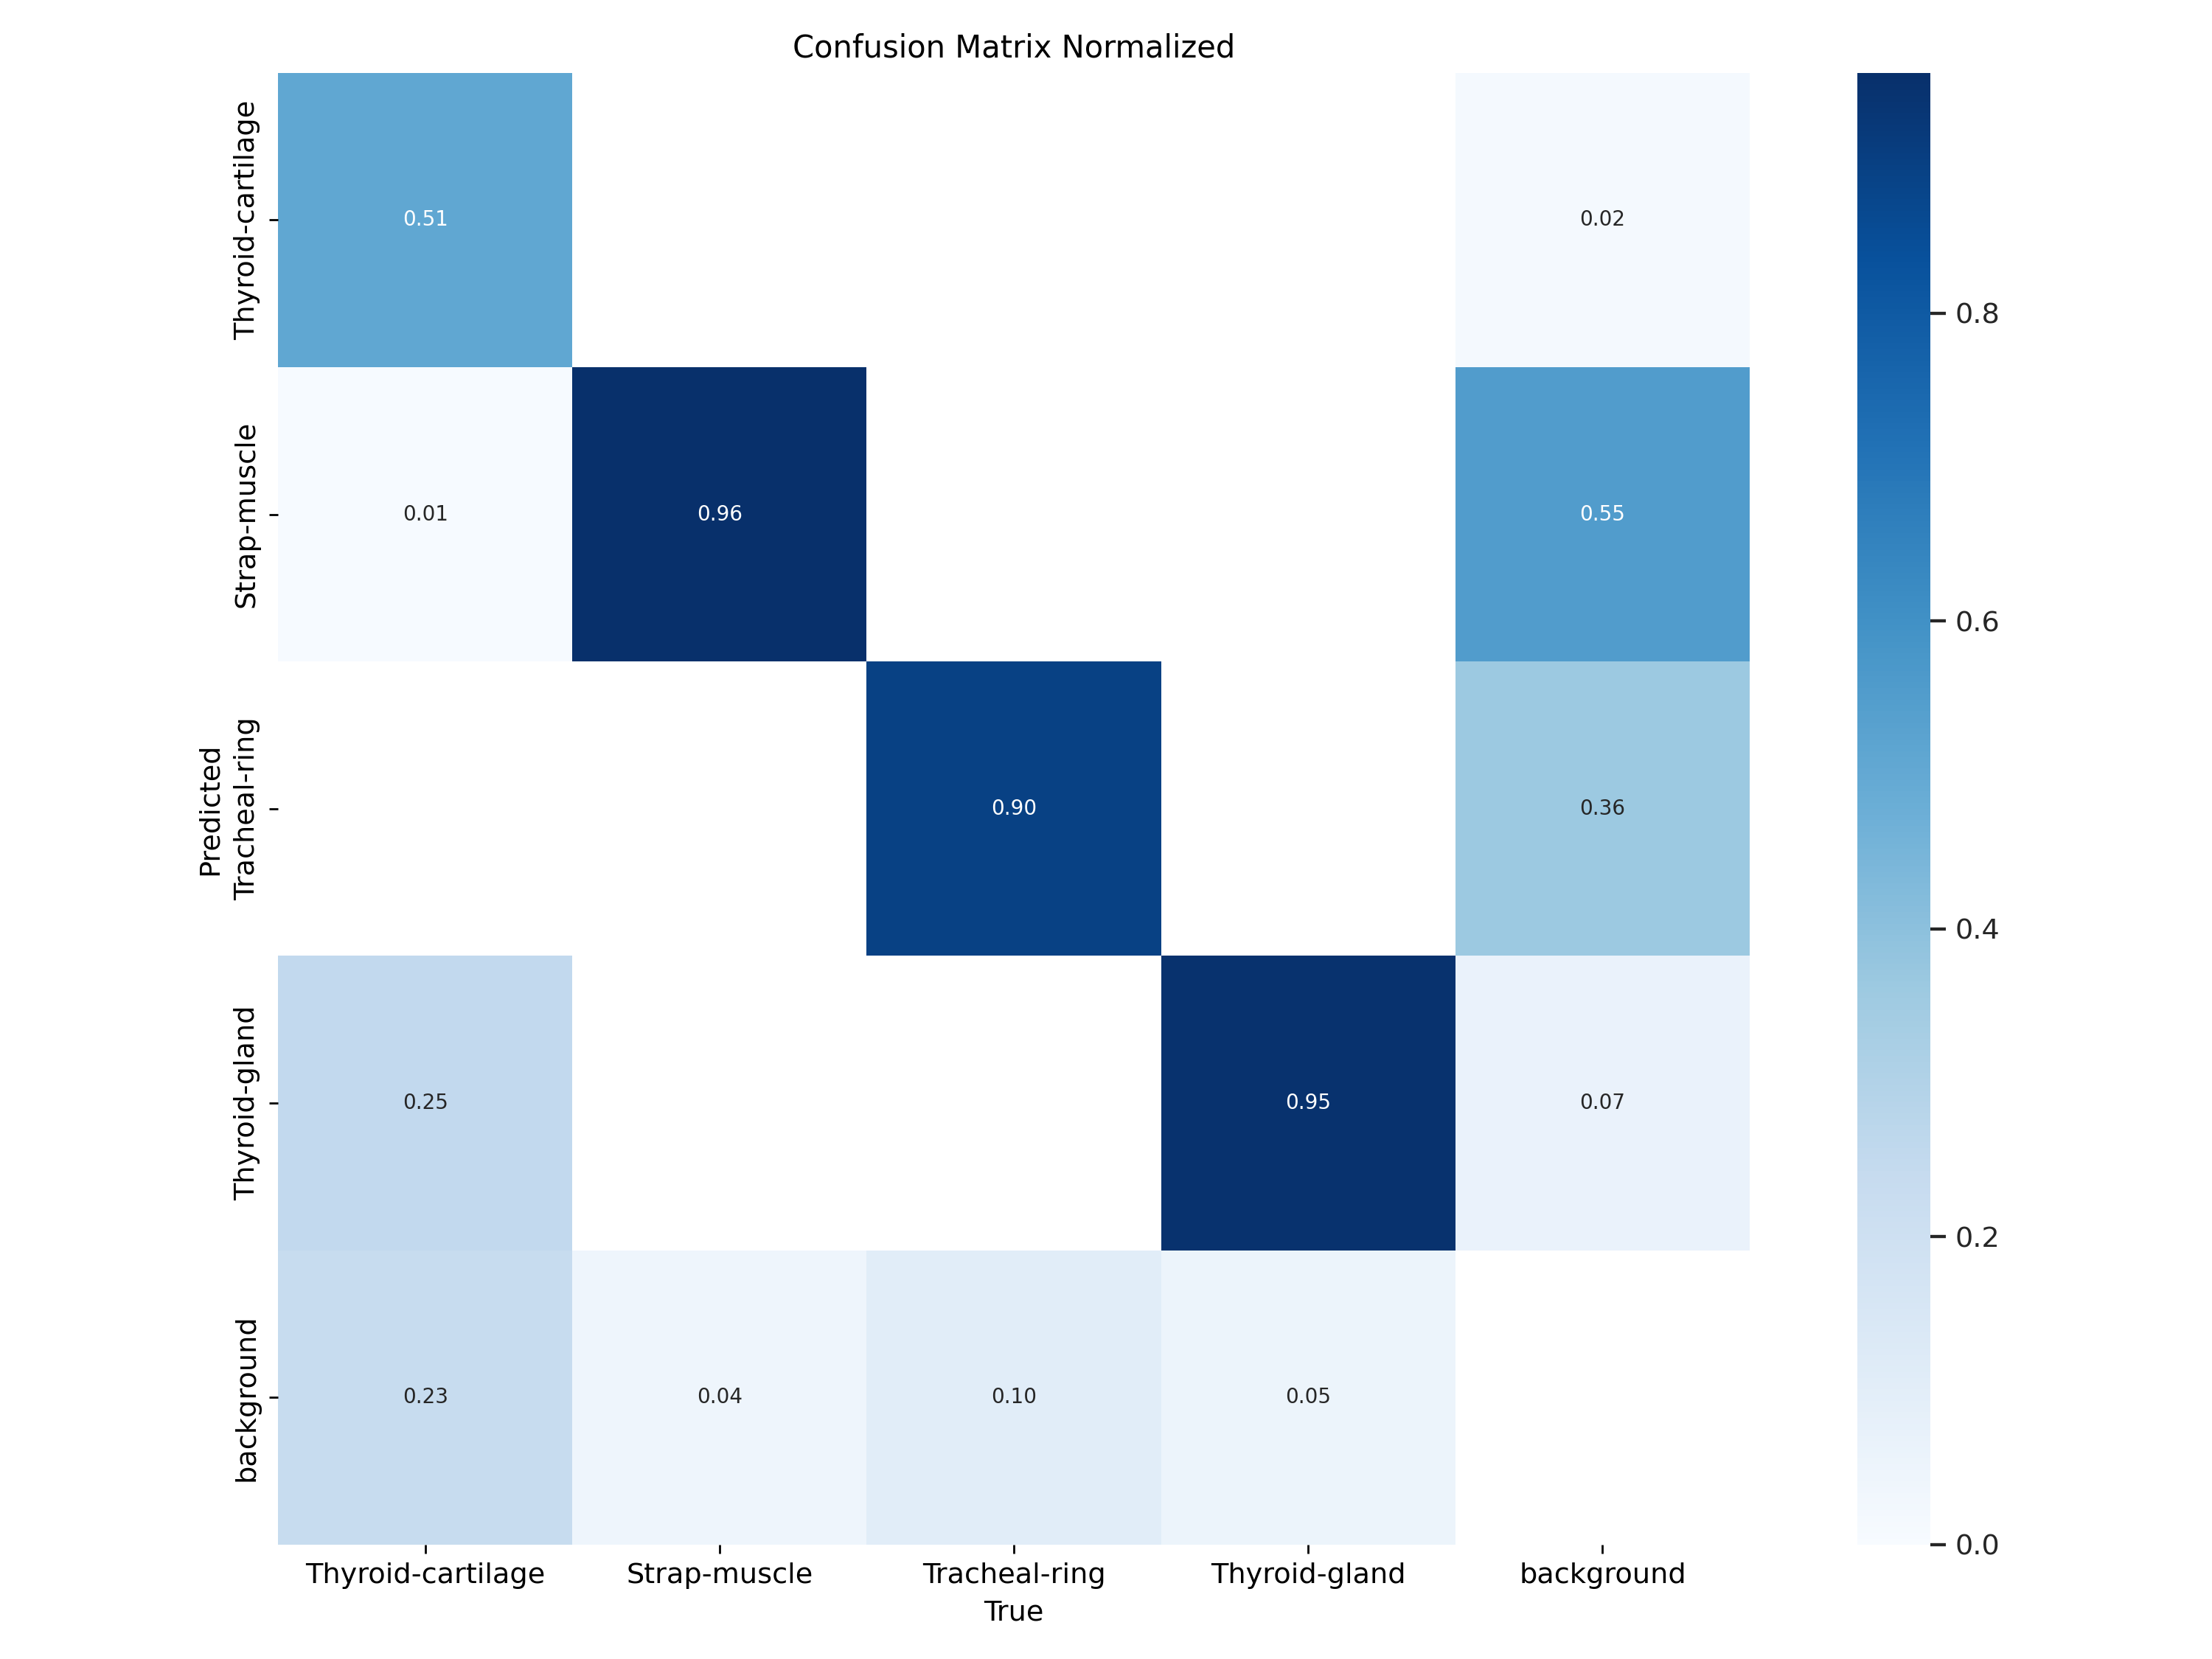 Confusion Matrix Normalized
Predicted
Thyroid-cartilage
0.51
0.02
Strap-muscle
0.01
0.96
0.55
Tracheal-ring
0.90
0.36
Thyroid-gland
0.25
0.95
0.07
background
0.23
0.04
0.10
0.05
Thyroid-cartilage
Strap-muscle
Tracheal-ring
Thyroid-gland
background
True
0.8
0.6
0.4
0.2
0.0